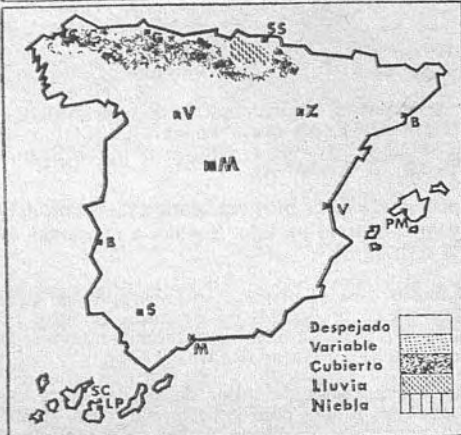 C G SS
V Z
B
M
V
PM
B
S
M
SC
LP
Despejado
Variable
Cubierto
Lluvia
Niebla